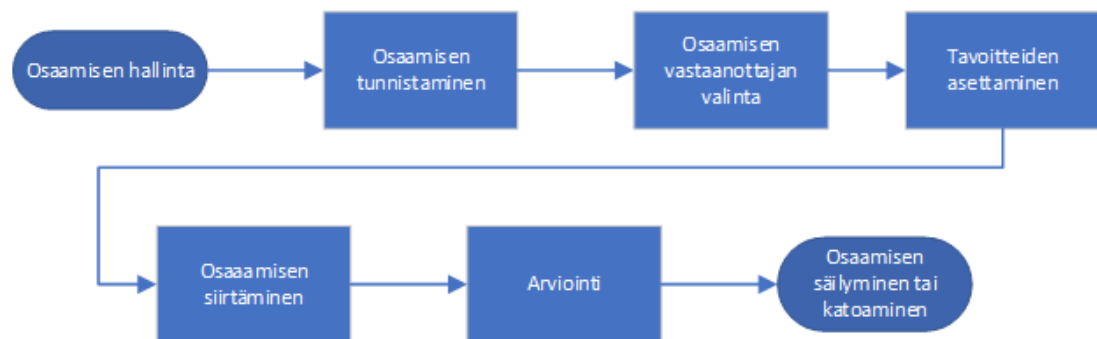 Osaamisen hallinta
Osaamisen
tunnistaminen
Osaamisen
vastaanottajan
valinta
Tavoitteiden
asettaminen
Osaaamisen
siirtäminen
Arviointi
Osaamisen
säilyminen tai
katoaminen